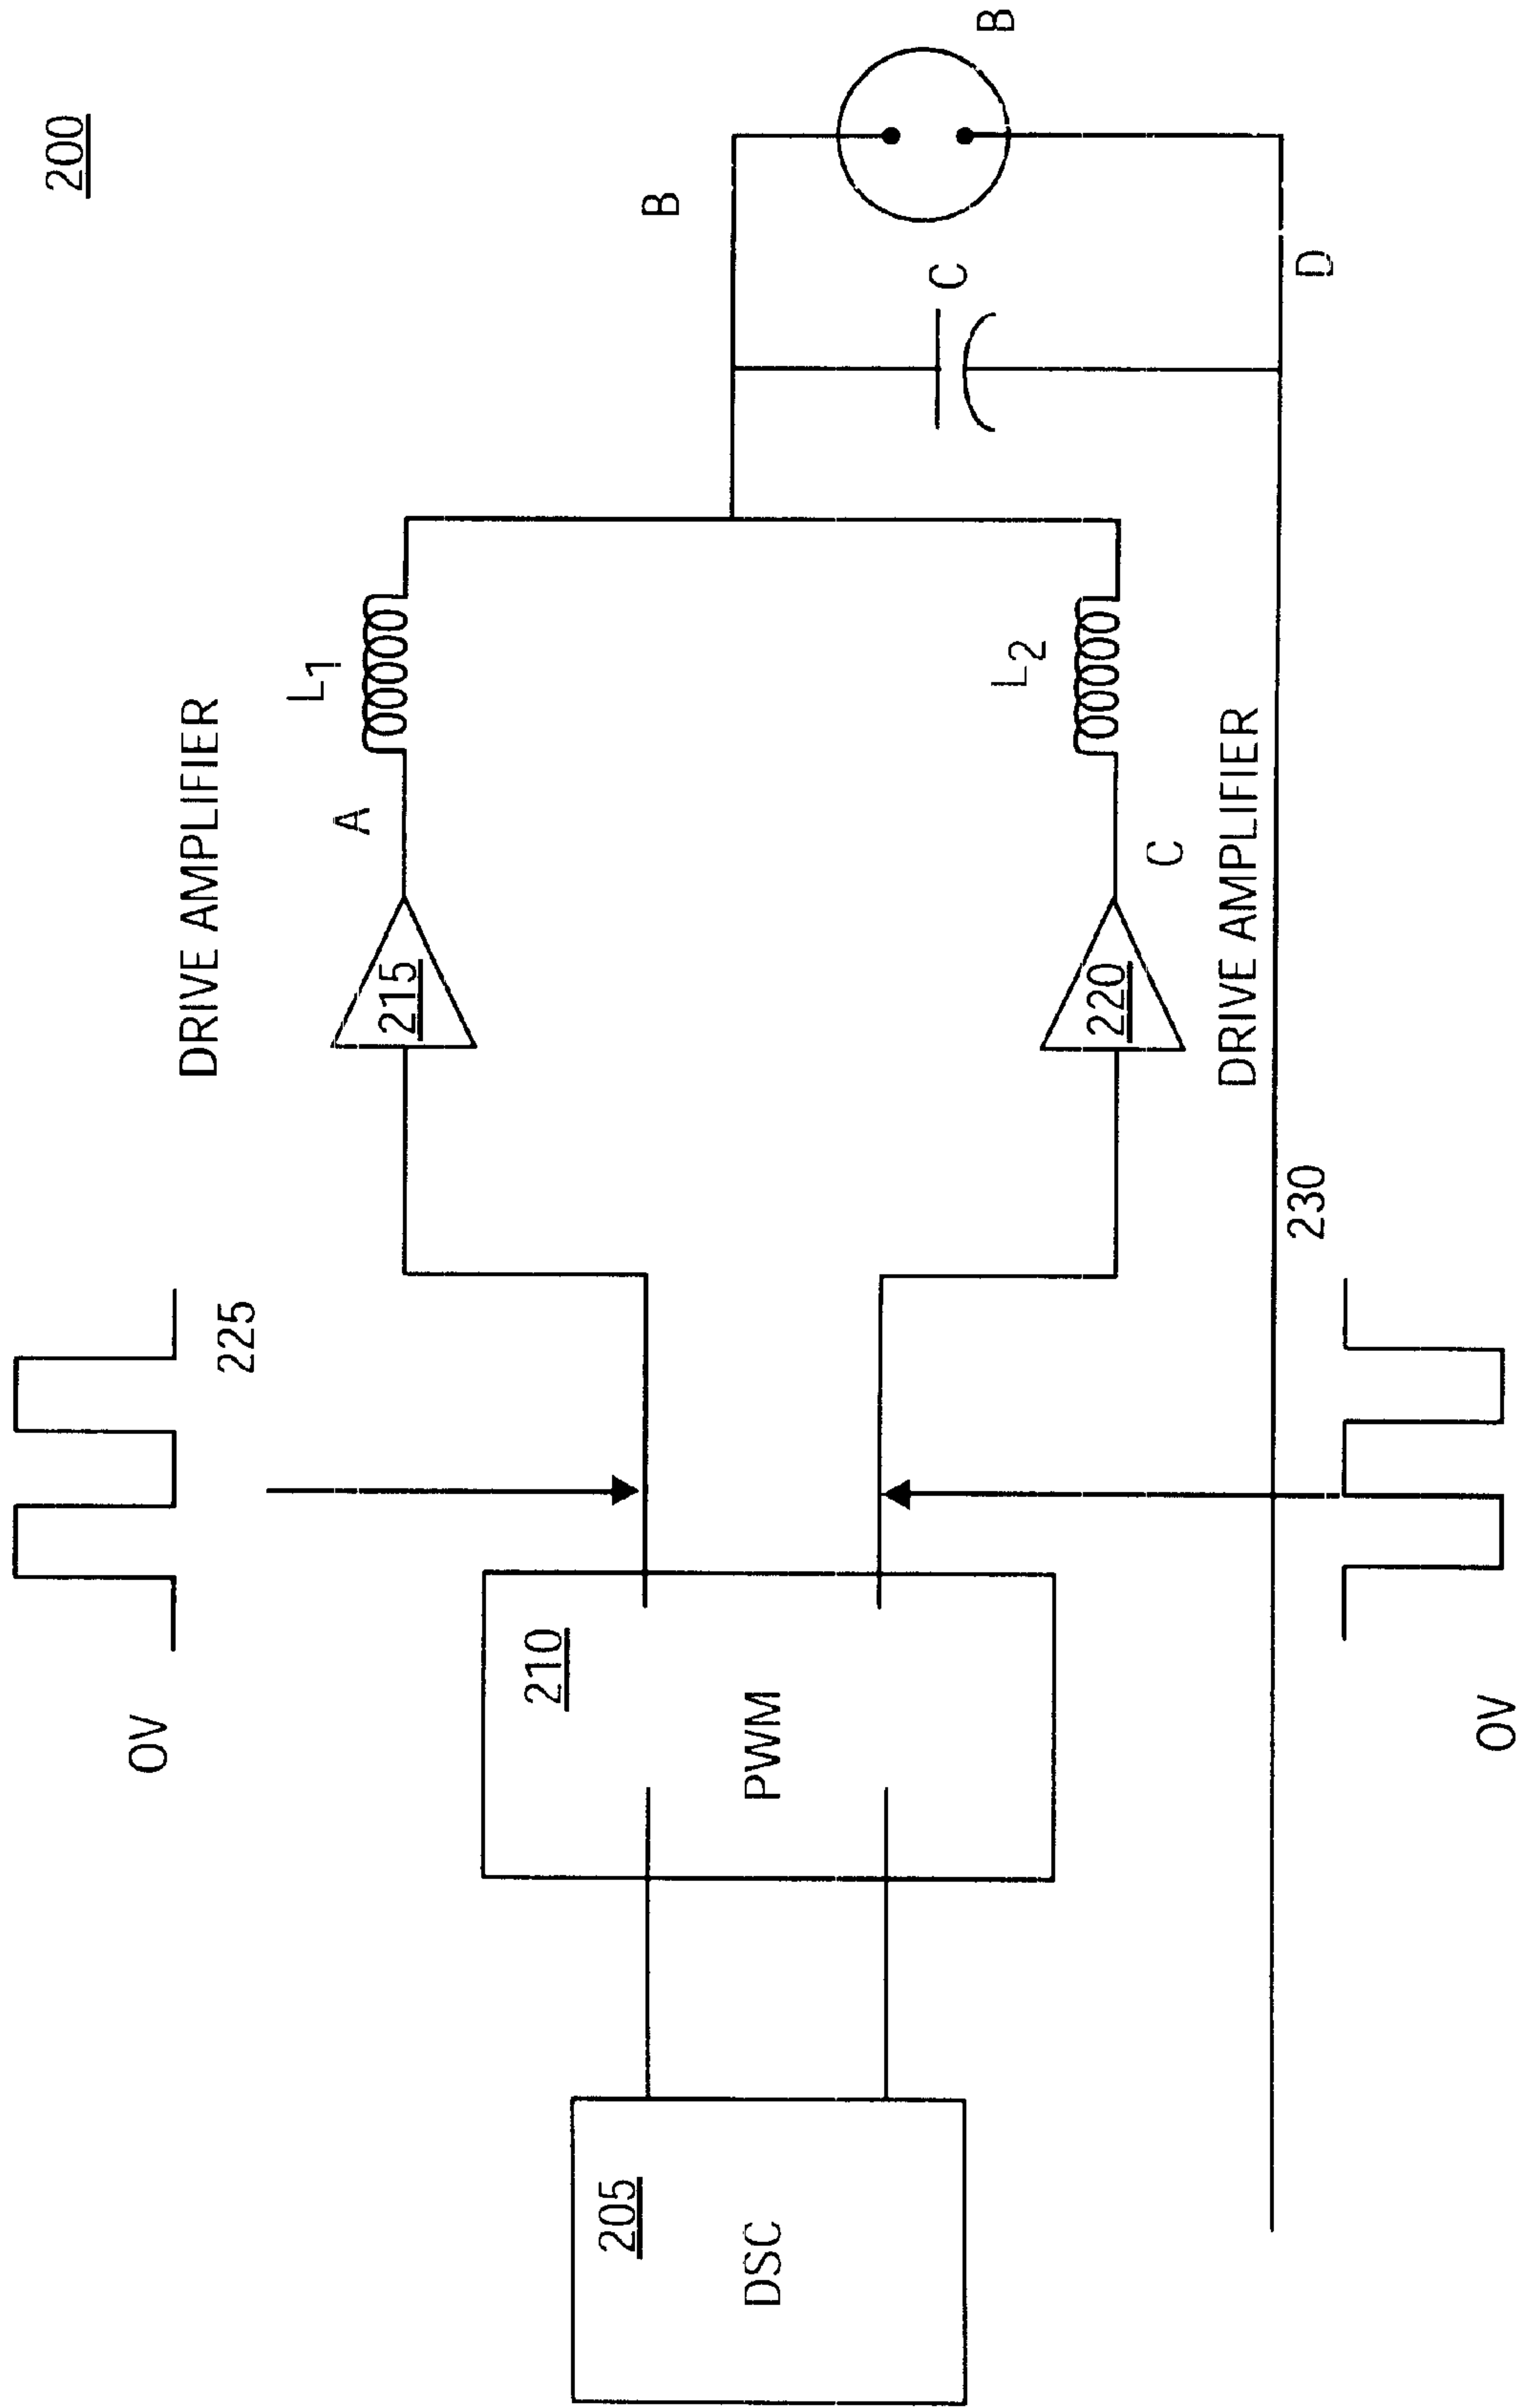 200
DRIVE AMPLIFIER
0V
225
L1
A
215
B
B
C
205
DSC
210
PWM
L2
220
C
DRIVE AMPLIFIER
D
230
0V